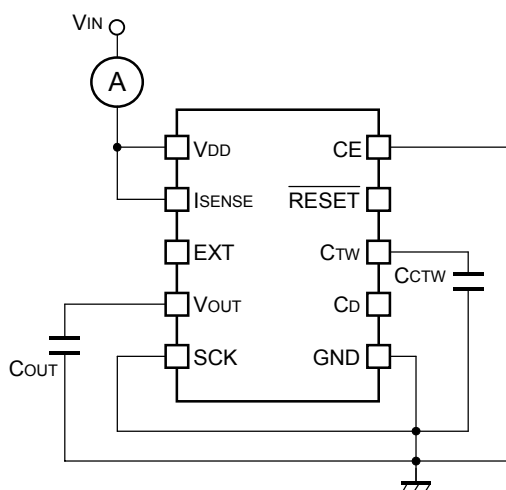 VIN
A
VDD
CE
ISENSE
RESET
EXT
CTW
CCTW
VOUT
CD
COUT
SCK
GND